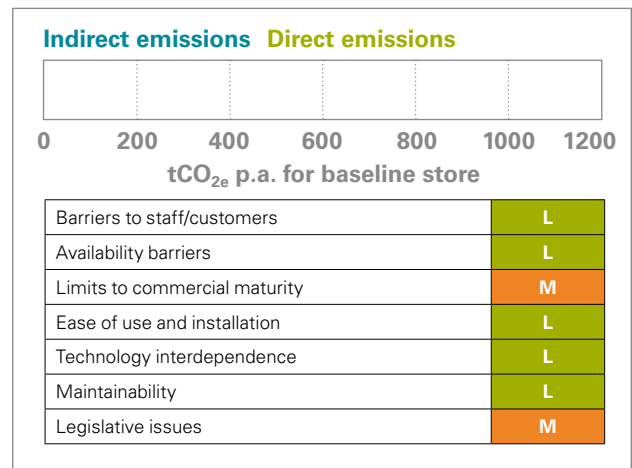 Indirect emissions Direct emissions
0 200 400 600 800 1000 1200
tCO2e p.a. for baseline store
Barriers to staff/customers L
Availability barriers L
Limits to commercial maturity M
Ease of use and installation L
Technology interdependence L
Maintainability L
Legislative issues M